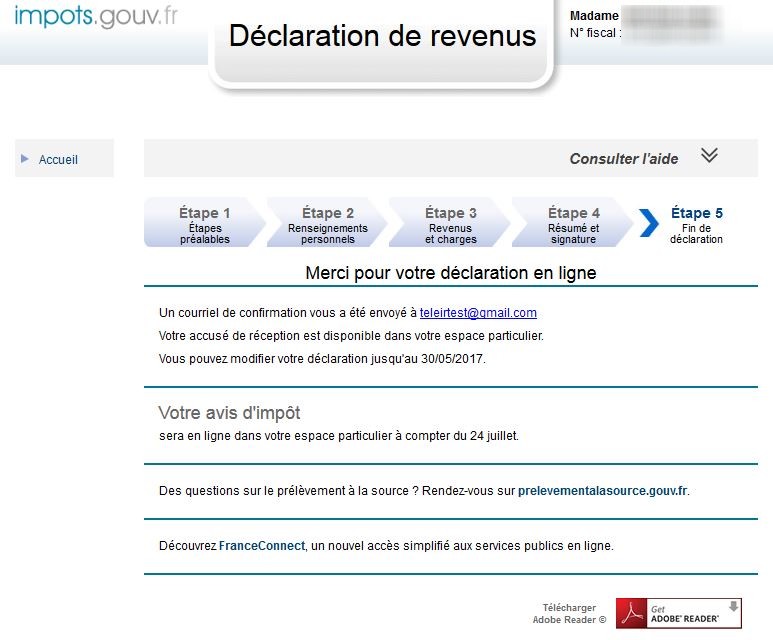 impots.gouv.fr
Déclaration de revenus
Madame
N° fiscal :
Accueil
Consulter l'aide
Étape 1
Étapes
préalables
Étape 2
Renseignements
personnels
Étape 3
Revenus
et charges
Étape 4
Résumé et
signature
Étape 5
Fin de
déclaration
Merci pour votre déclaration en ligne
Un courriel de confirmation vous a été envoyé à teleirtest@gmail.com
Votre accusé de réception est disponible dans votre espace particulier.
Vous pouvez modifier votre déclaration jusqu'au 30/05/2017.
Votre avis d'impôt
sera en ligne dans votre espace particulier à compter du 24 juillet.
Des questions sur le prélèvement à la source ? Rendez-vous sur prelevementalasource.gouv.fr.
Découvrez FranceConnect, un nouvel accès simplifié aux services publics en ligne.
Télécharger
Adobe Reader ©
Get
ADOBE® READER®